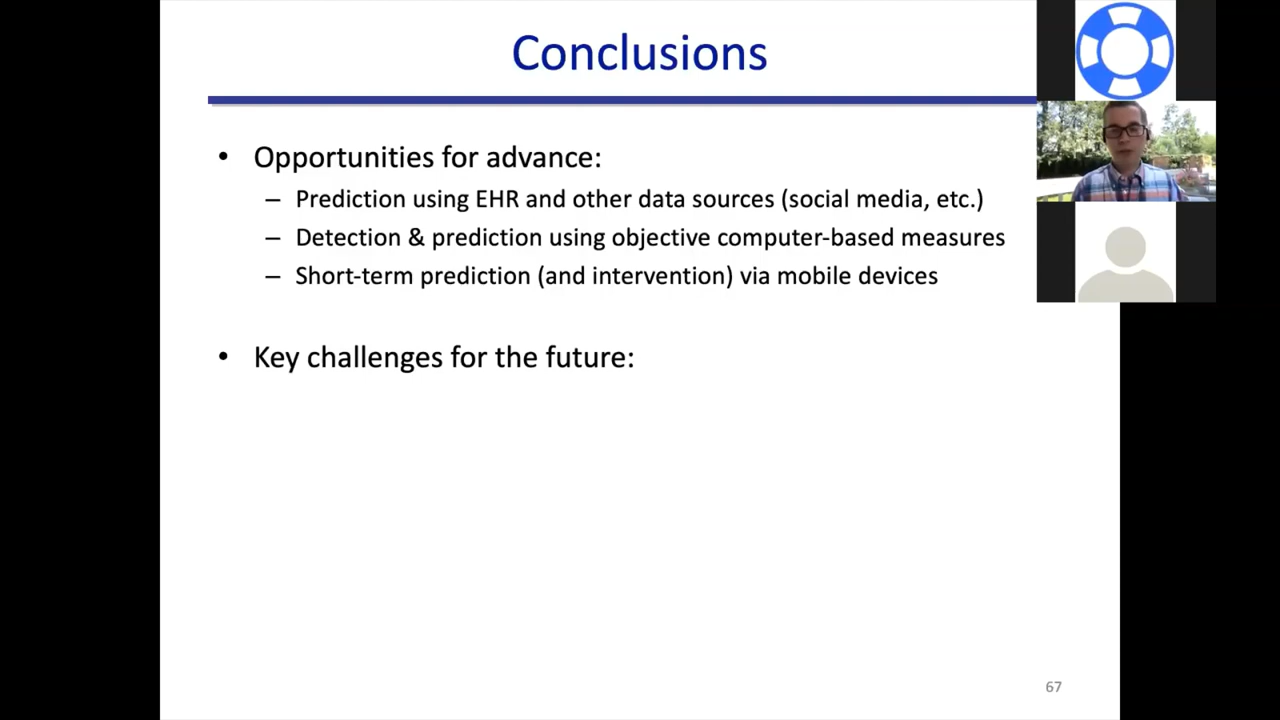 Conclusions
• Opportunities for advance:
– Prediction using EHR and other data sources (social media, etc.)
– Detection & prediction using objective computer-based measures
– Short-term prediction (and intervention) via mobile devices
• Key challenges for the future:
67